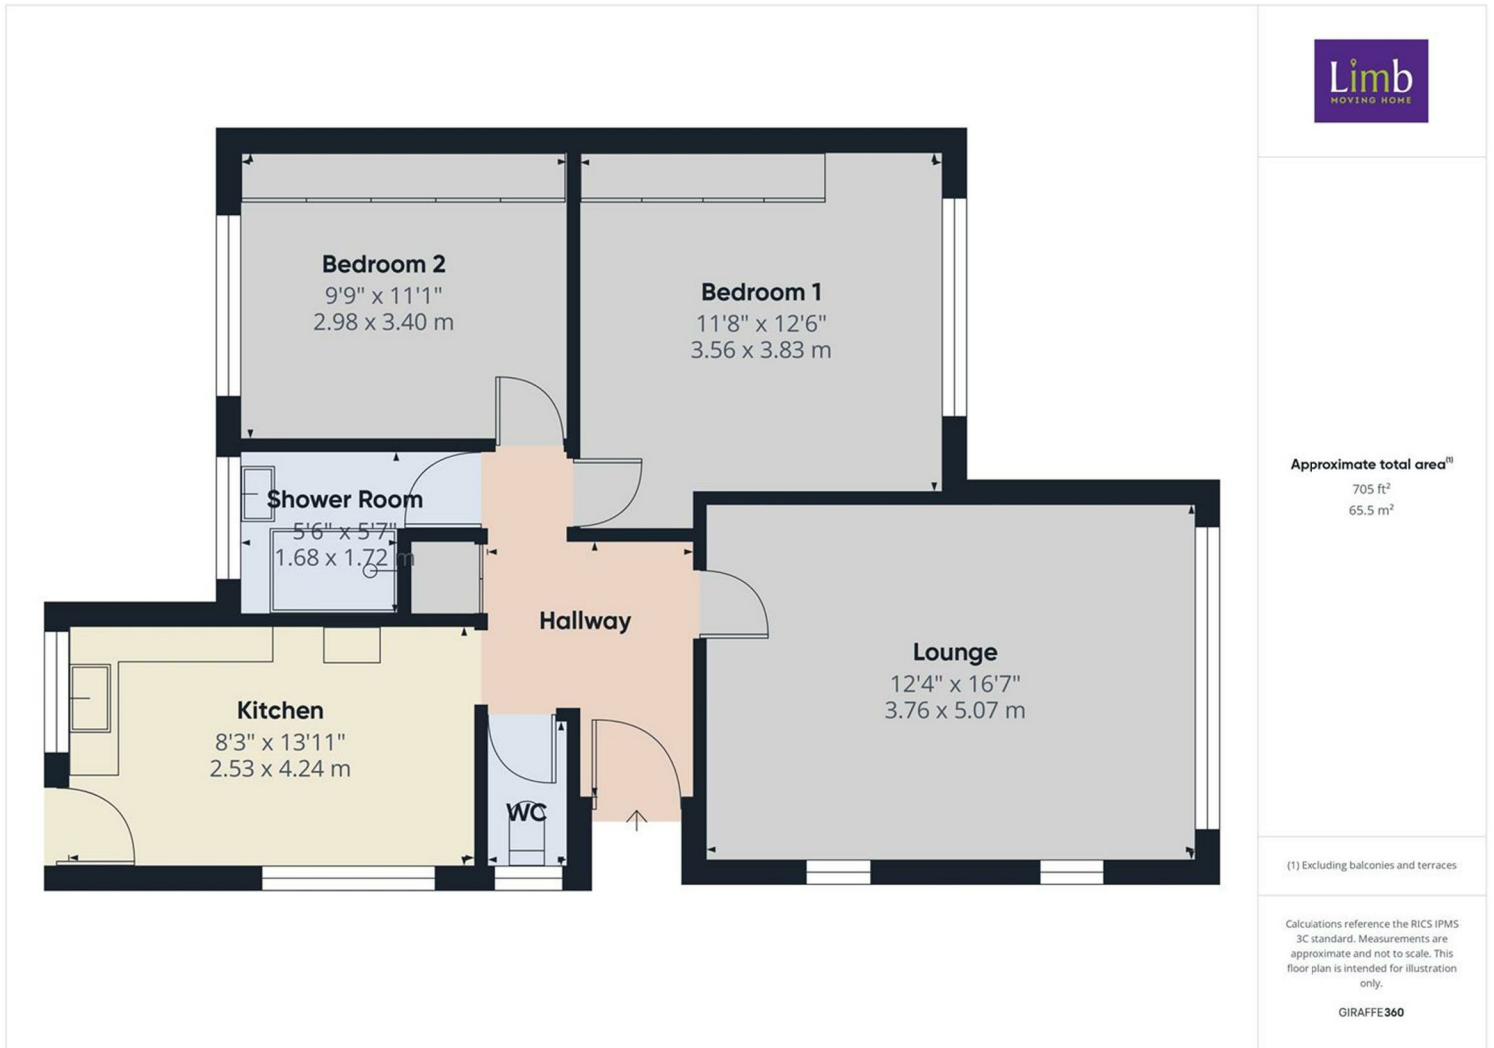 Limb
MOVING HOME
Bedroom 2
9'9" x 11'1"
2.98 x 3.40 m
Bedroom 1
11'8" x 12'6"
3.56 x 3.83 m
Shower Room
5'6" x 5'7"
1.68 x 1.72 m
Hallway
Lounge
12'4" x 16'7"
3.76 x 5.07 m
Kitchen
8'3" x 13'11"
2.53 x 4.24 m
WC
Approximate total area(1)
705 ft²
65.5 m²
(1) Excluding balconies and terraces
Calculations reference the RICS IPMS
3C standard. Measurements are
approximate and not to scale. This
floor plan is intended for illustration
only.
GIRAFFE360